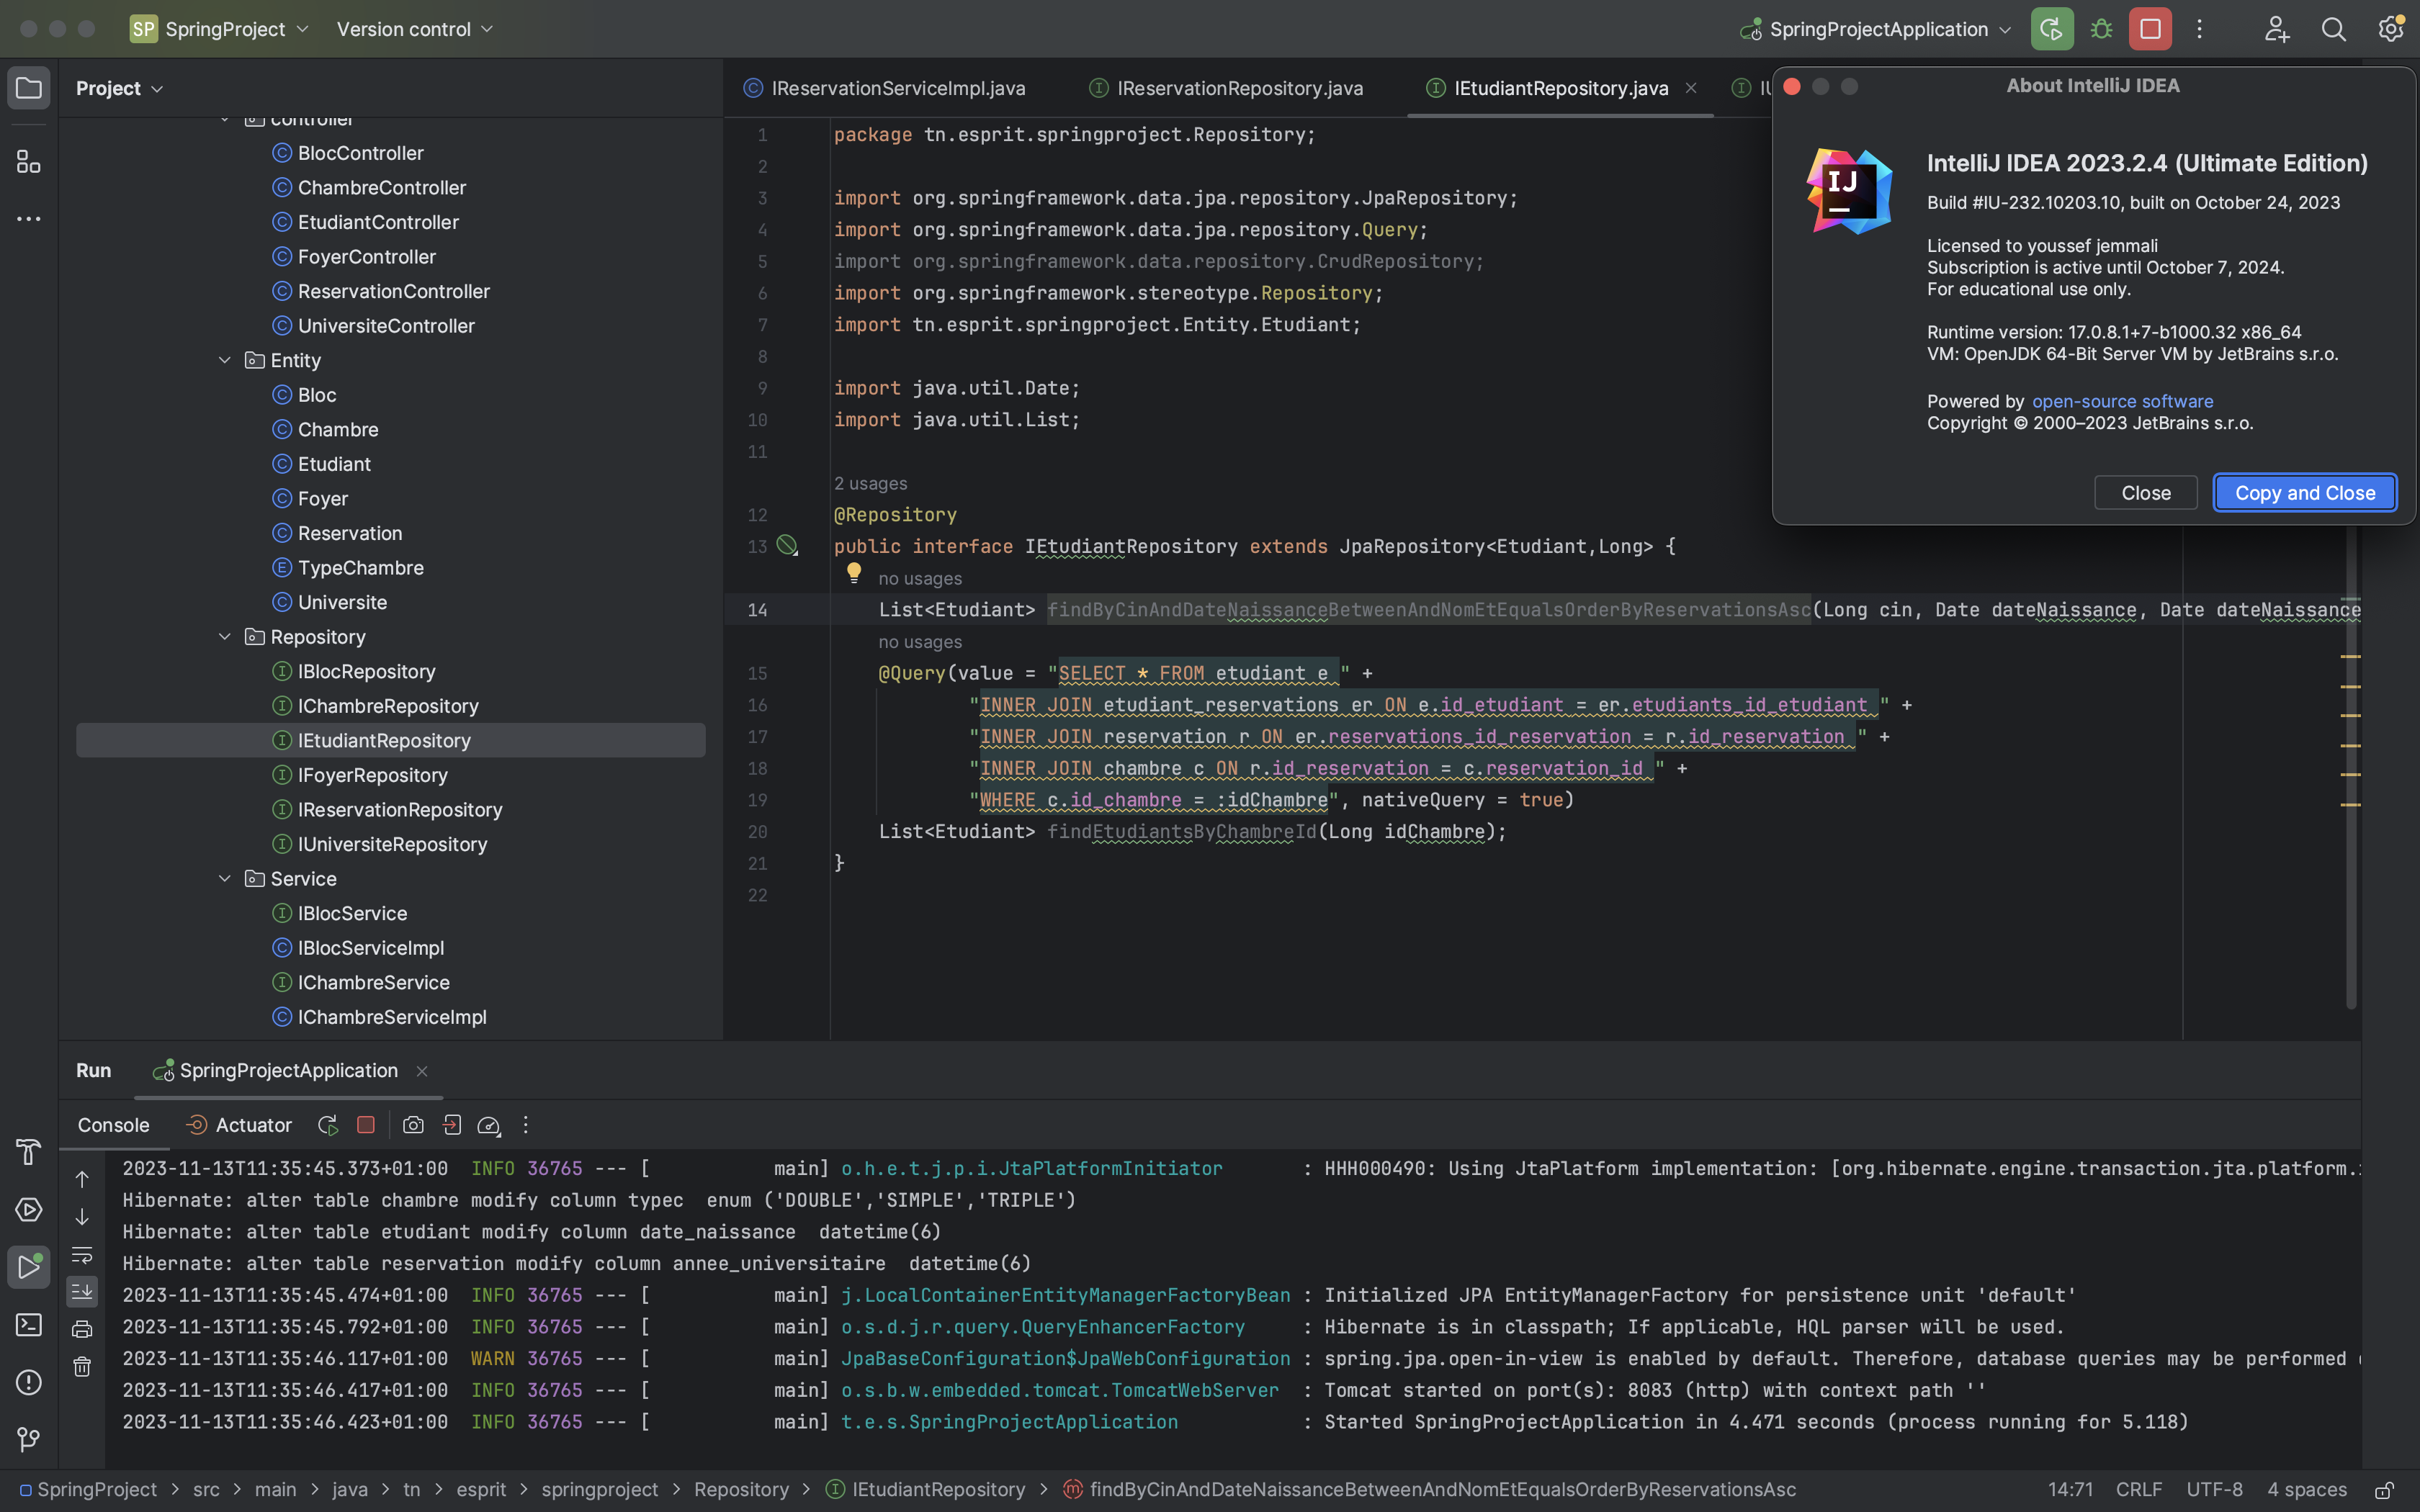 SP SpringProject Version control SpringProjectApplication
Project
controller
BlocController
ChambreController
EtudiantController
FoyerController
ReservationController
UniversiteController
Entity
Bloc
Chambre
Etudiant
Foyer
Reservation
TypeChambre
Universite
Repository
IBlocRepository
IChambreRepository
IEtudiantRepository
IFoyerRepository
IReservationRepository
IUniversiteRepository
Service
IBlocService
IBlocServiceImpl
IChambreService
IChambreServiceImpl
IReservationServiceImpl.java IReservationRepository.java IEtudiantRepository.java
1 package tn.esprit.springproject.Repository;
2
3 import org.springframework.data.jpa.repository.JpaRepository;
4 import org.springframework.data.jpa.repository.Query;
5 import org.springframework.data.repository.CrudRepository;
6 import org.springframework.stereotype.Repository;
7 import tn.esprit.springproject.Entity.Etudiant;
8
9 import java.util.Date;
10 import java.util.List;
11
2 usages
12 @Repository
13 public interface IEtudiantRepository extends JpaRepository<Etudiant,Long> {
no usages
14 List<Etudiant> findByCinAndDateNaissanceBetweenAndNomEtEqualsOrderByReservationsAsc(Long cin, Date dateNaissance, Date dateNaissance
no usages
15 @Query(value = "SELECT * FROM etudiant e " +
16 "INNER JOIN etudiant_reservations er ON e.id_etudiant = er.etudiants_id_etudiant " +
17 "INNER JOIN reservation r ON er.reservations_id_reservation = r.id_reservation " +
18 "INNER JOIN chambre c ON r.id_reservation = c.reservation_id " +
19 "WHERE c.id_chambre = :idChambre", nativeQuery = true)
20 List<Etudiant> findEtudiantsByChambreId(Long idChambre);
21 }
22
About IntelliJ IDEA
IJ
IntelliJ IDEA 2023.2.4 (Ultimate Edition)
Build #IU-232.10203.10, built on October 24, 2023
Licensed to youssef jemmali
Subscription is active until October 7, 2024.
For educational use only.
Runtime version: 17.0.8.1+7-b1000.32 x86_64
VM: OpenJDK 64-Bit Server VM by JetBrains s.r.o.
Powered by open-source software
Copyright © 2000–2023 JetBrains s.r.o.
Close Copy and Close
Run SpringProjectApplication
Console Actuator
2023-11-13T11:35:45.373+01:00 INFO 36765 --- [ main] o.h.e.t.j.p.i.JtaPlatformInitiator : HHH000490: Using JtaPlatform implementation: [org.hibernate.engine.transaction.jta.platform.
Hibernate: alter table chambre modify column typec enum ('DOUBLE','SIMPLE','TRIPLE')
Hibernate: alter table etudiant modify column date_naissance datetime(6)
Hibernate: alter table reservation modify column annee_universitaire datetime(6)
2023-11-13T11:35:45.474+01:00 INFO 36765 --- [ main] j.LocalContainerEntityManagerFactoryBean : Initialized JPA EntityManagerFactory for persistence unit 'default'
2023-11-13T11:35:45.792+01:00 INFO 36765 --- [ main] o.s.d.j.r.query.QueryEnhancerFactory : Hibernate is in classpath; If applicable, HQL parser will be used.
2023-11-13T11:35:46.117+01:00 WARN 36765 --- [ main] JpaBaseConfiguration$JpaWebConfiguration : spring.jpa.open-in-view is enabled by default. Therefore, database queries may be performed
2023-11-13T11:35:46.417+01:00 INFO 36765 --- [ main] o.s.b.w.embedded.tomcat.TomcatWebServer : Tomcat started on port(s): 8083 (http) with context path ''
2023-11-13T11:35:46.423+01:00 INFO 36765 --- [ main] t.e.s.SpringProjectApplication : Started SpringProjectApplication in 4.471 seconds (process running for 5.118)
SpringProject > src > main > java > tn > esprit > springproject > Repository > IEtudiantRepository > findByCinAndDateNaissanceBetweenAndNomEtEqualsOrderByReservationsAsc 14:71 CRLF UTF-8 4 spaces